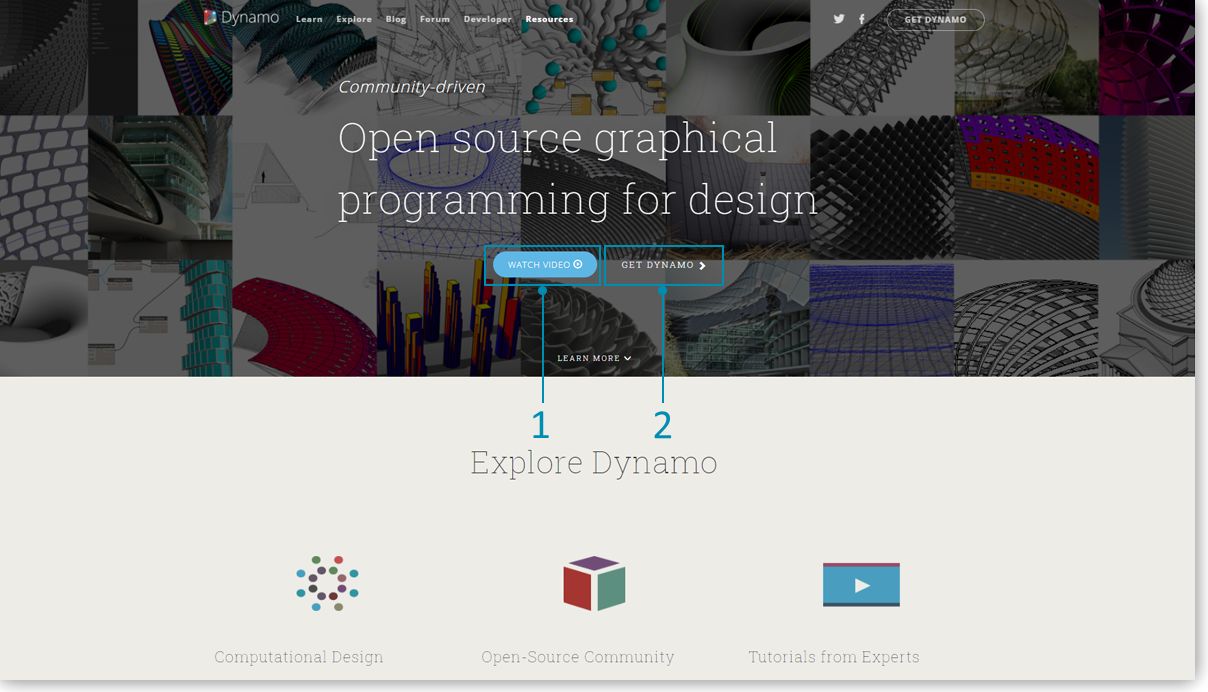 Dynamo Learn Explore Blog Forum Developer Resources GET DYNAMO
Community-driven
Open source graphical
programming for design
WATCH VIDEO GET DYNAMO
LEARN MORE
1 2
Explore Dynamo
Computational Design Open-Source Community Tutorials from Experts